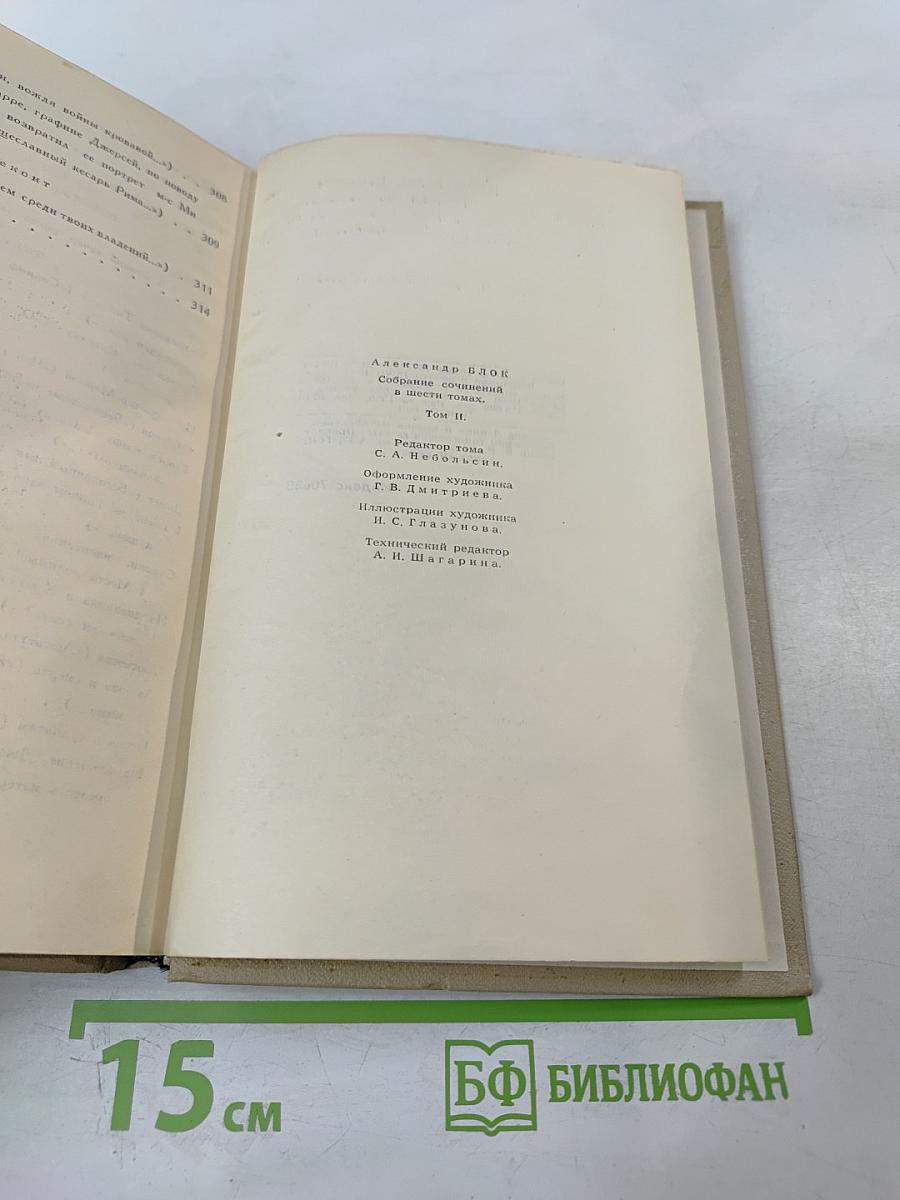 вождя войны кровавой...») . . 308
графине Джерсей, по поводу
возвратил ее портрет м-с Ми
кесарь Рима...») . . 309
среди твоих владений...») . 311
314
Александр БЛОК
Собрание сочинений
в шести томах.
Том II.
Редактор тома
С. А. Небольсин.
Оформление художника
Г. В. Дмитриева.
Иллюстрации художника
И. С. Глазунова.
Технический редактор
А. И. Шагарина.
15 см
БФ БИБЛИОФАН